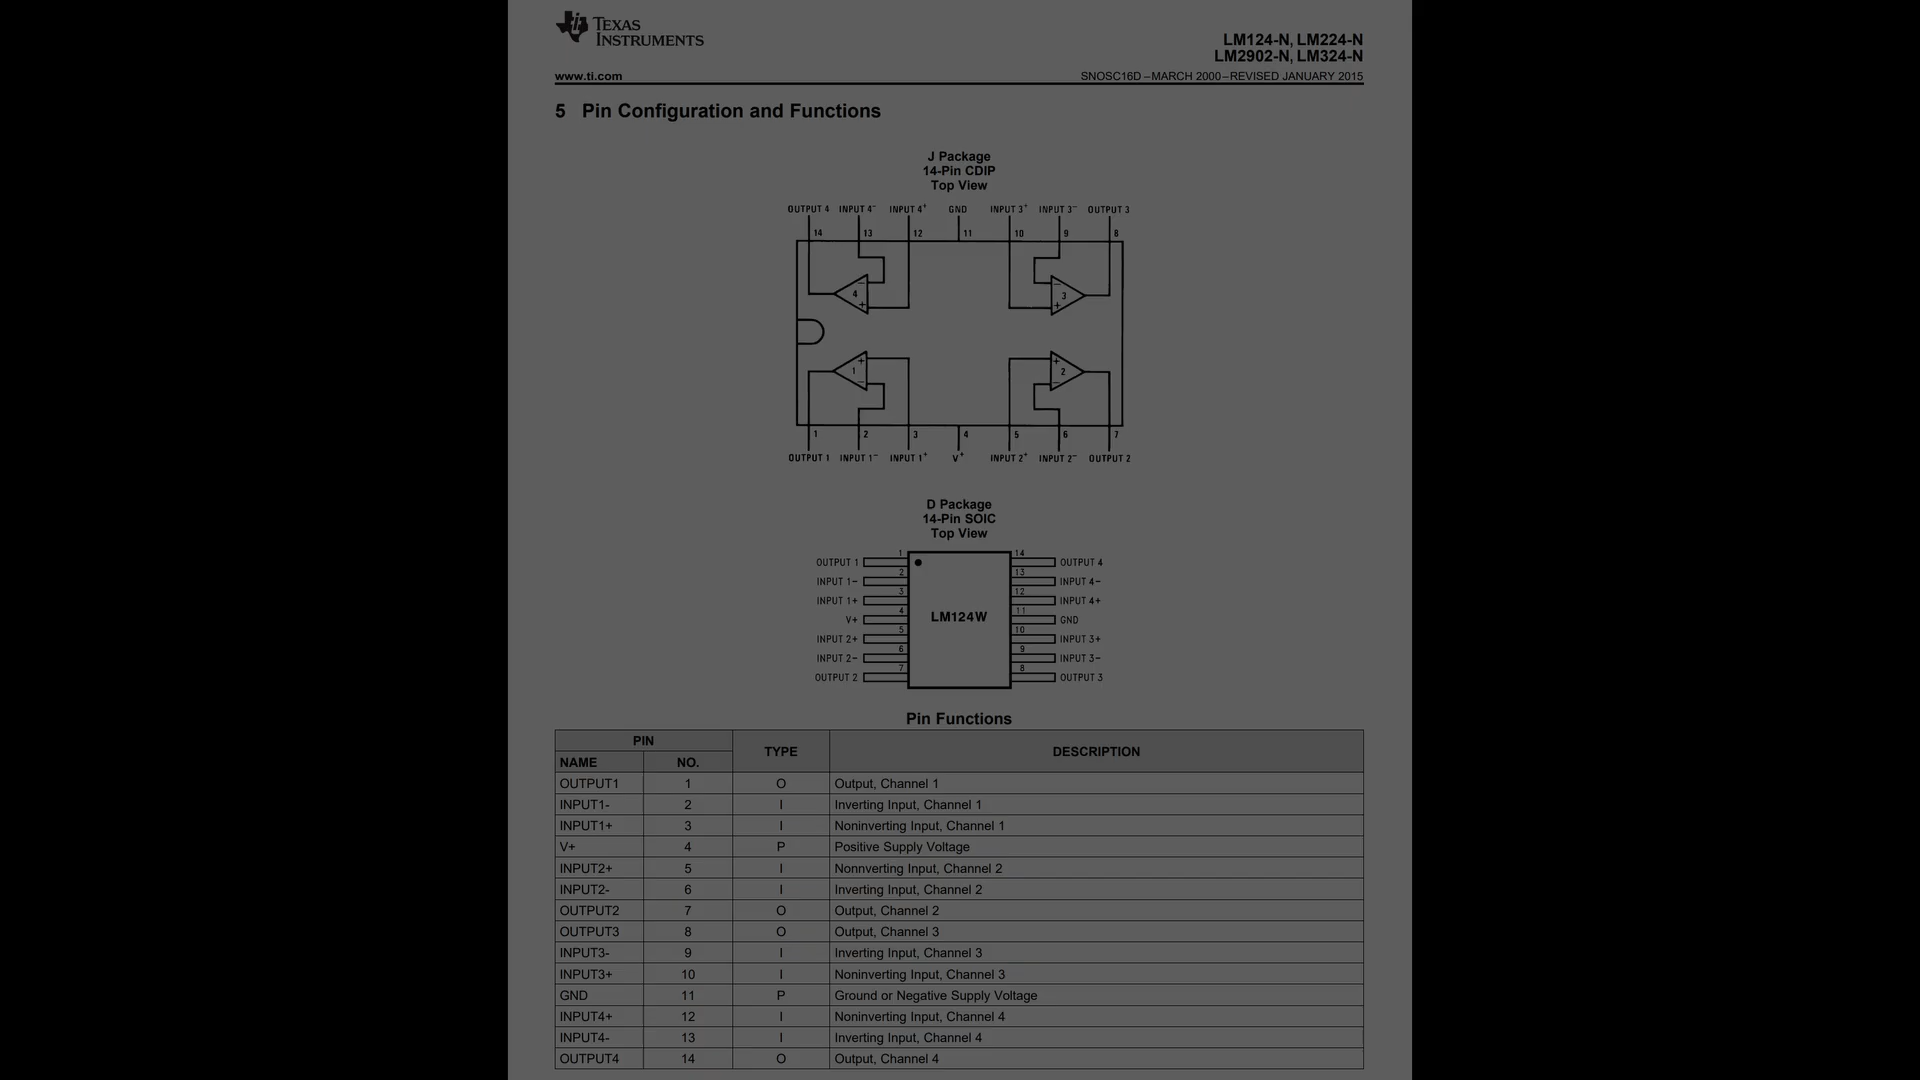 TEXAS
INSTRUMENTS
LM124-N, LM224-N
LM2902-N, LM324-N
www.ti.com
SNOSC16D –MARCH 2000–REVISED JANUARY 2015
5 Pin Configuration and Functions
J Package
14-Pin CDIP
Top View
OUTPUT 4 INPUT 4⁻ INPUT 4⁺ GND INPUT 3⁺ INPUT 3⁻ OUTPUT 3
14 13 12 11 10 9 8
4 3
1 2
1 2 3 4 5 6 7
OUTPUT 1 INPUT 1⁻ INPUT 1⁺ V⁺ INPUT 2⁺ INPUT 2⁻ OUTPUT 2
D Package
14-Pin SOIC
Top View
OUTPUT 1 1 14 OUTPUT 4
INPUT 1− 2 13 INPUT 4−
INPUT 1+ 3 12 INPUT 4+
V+ 4 LM124W 11 GND
INPUT 2+ 5 10 INPUT 3+
INPUT 2− 6 9 INPUT 3−
OUTPUT 2 7 8 OUTPUT 3
Pin Functions
PIN TYPE DESCRIPTION
NAME NO.
OUTPUT1 1 O Output, Channel 1
INPUT1- 2 I Inverting Input, Channel 1
INPUT1+ 3 I Noninverting Input, Channel 1
V+ 4 P Positive Supply Voltage
INPUT2+ 5 I Nonnverting Input, Channel 2
INPUT2- 6 I Inverting Input, Channel 2
OUTPUT2 7 O Output, Channel 2
OUTPUT3 8 O Output, Channel 3
INPUT3- 9 I Inverting Input, Channel 3
INPUT3+ 10 I Noninverting Input, Channel 3
GND 11 P Ground or Negative Supply Voltage
INPUT4+ 12 I Noninverting Input, Channel 4
INPUT4- 13 I Inverting Input, Channel 4
OUTPUT4 14 O Output, Channel 4